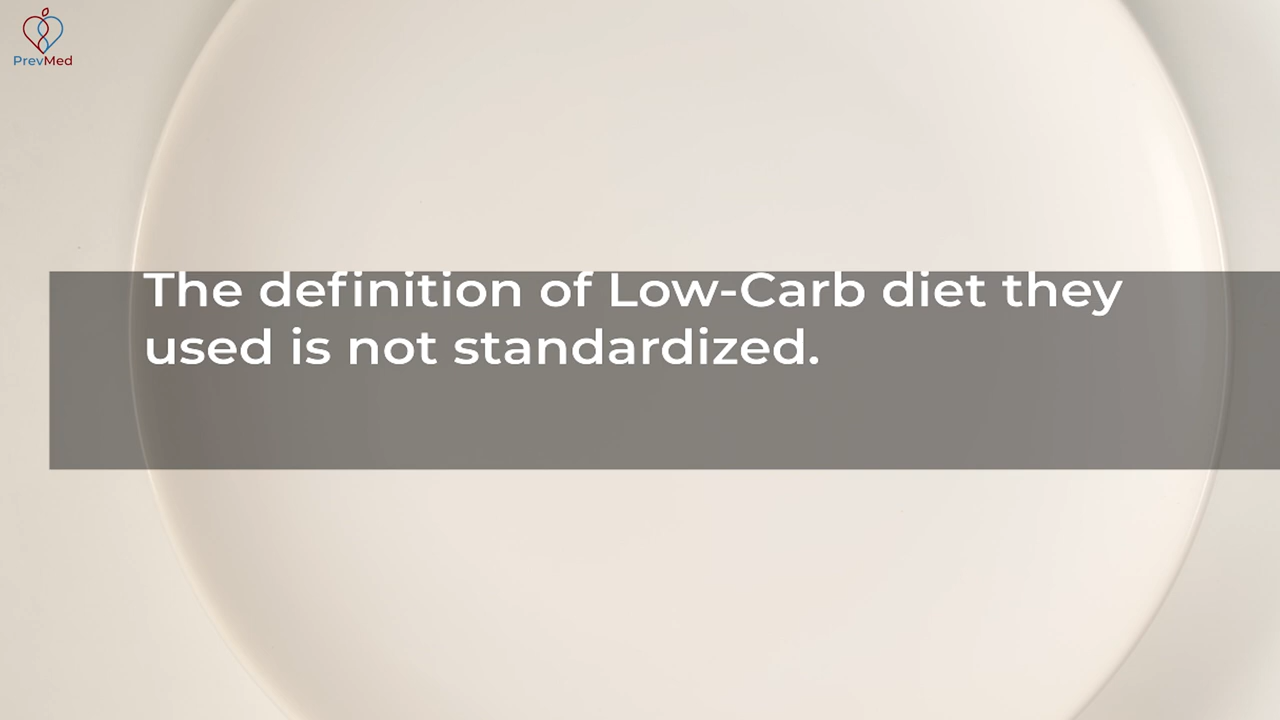 PrevMed
The definition of Low-Carb diet they
used is not standardized.